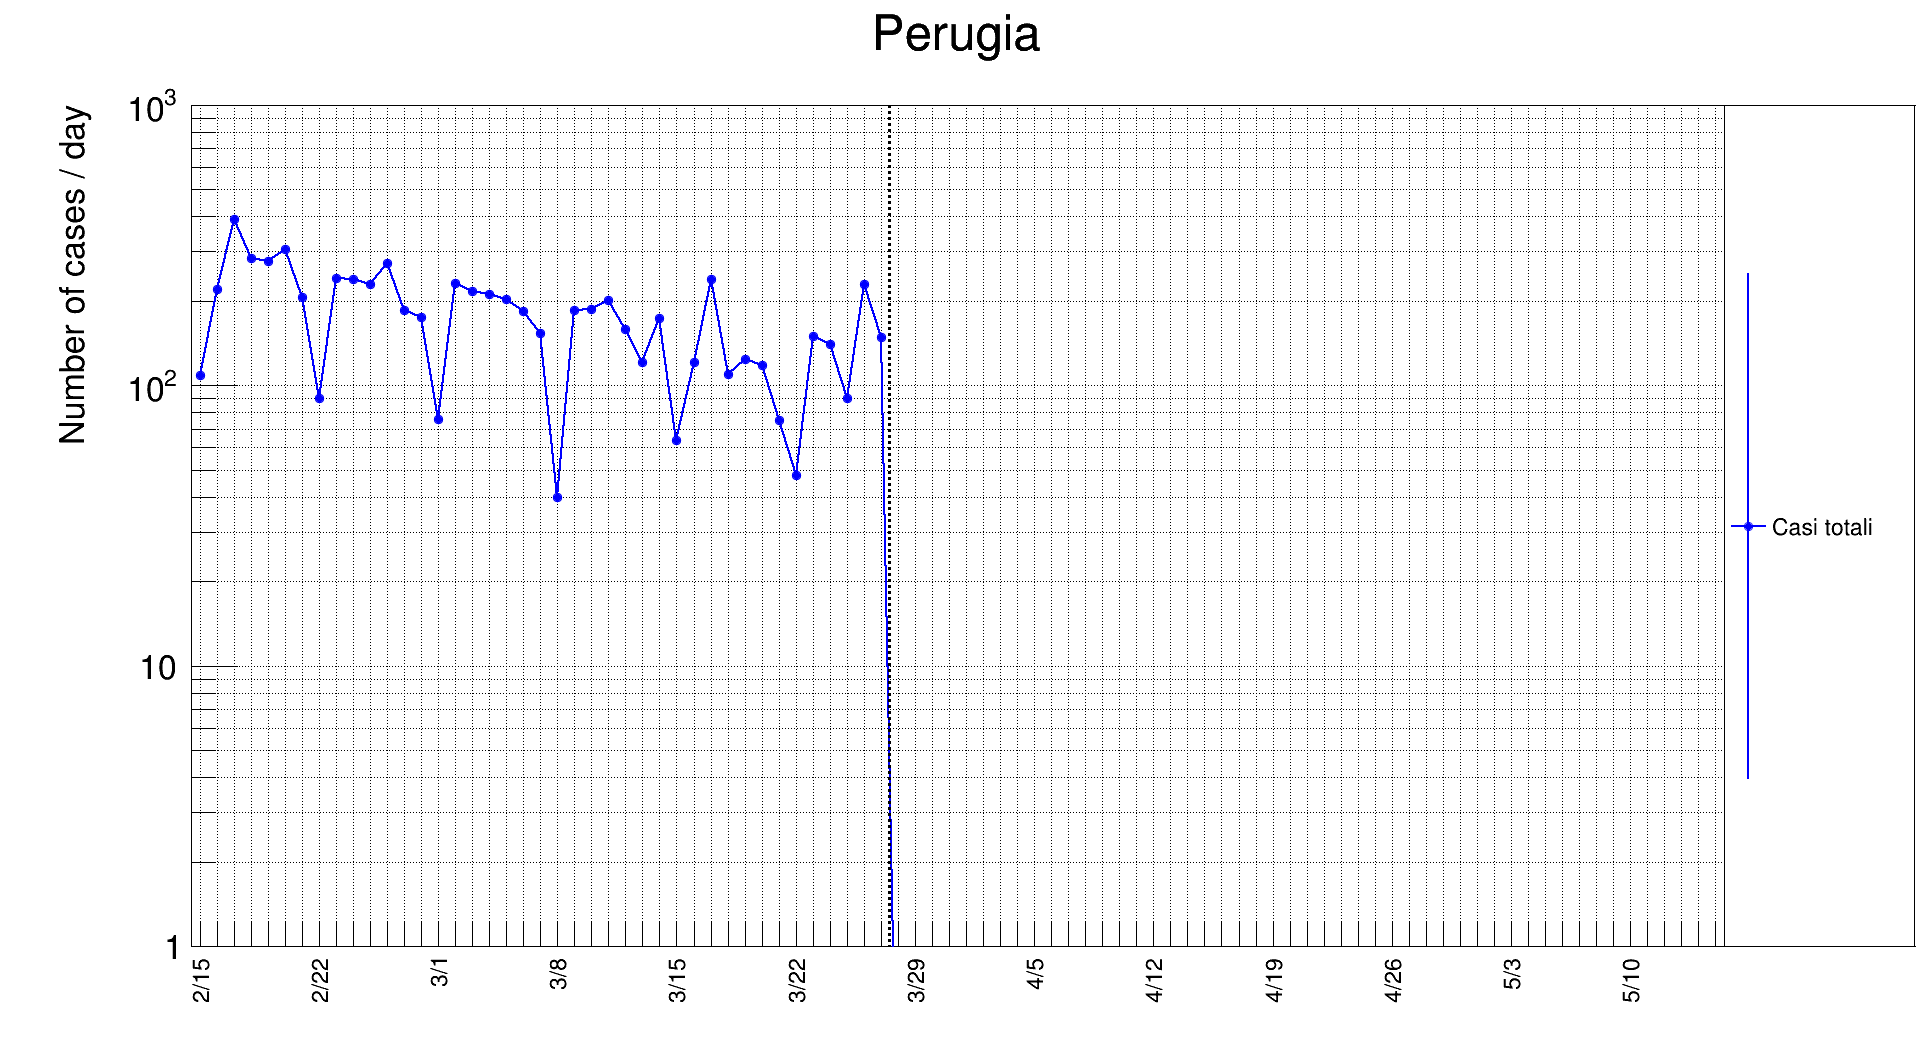 Perugia
Number of cases / day
10³
10²
10
1
2/15 2/22 3/1 3/8 3/15 3/22 3/29 4/5 4/12 4/19 4/26 5/3 5/10
Casi totali